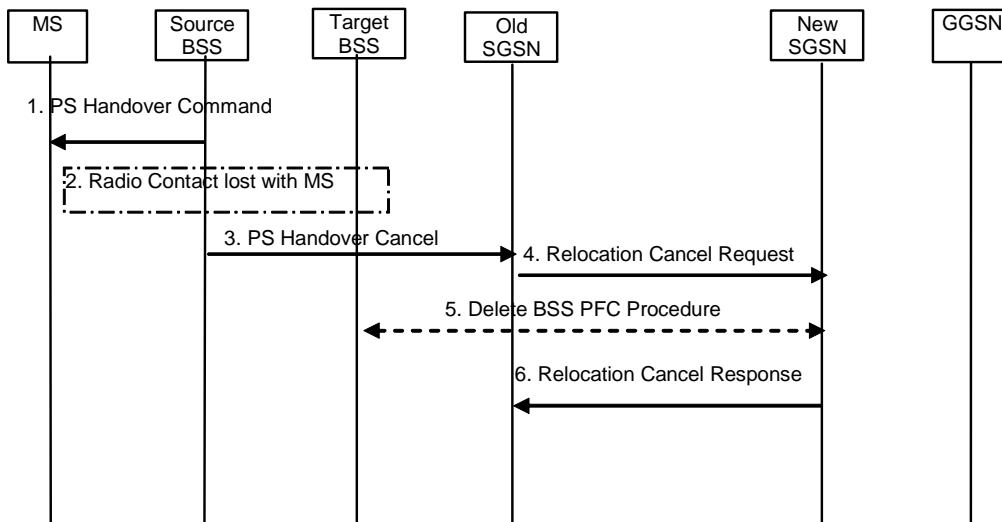 MS
Source
BSS
Target
BSS
Old
SGSN
New
SGSN
GGSN
1. PS Handover Command
2. Radio Contact lost with MS
3. PS Handover Cancel
4. Relocation Cancel Request
5. Delete BSS PFC Procedure
6. Relocation Cancel Response